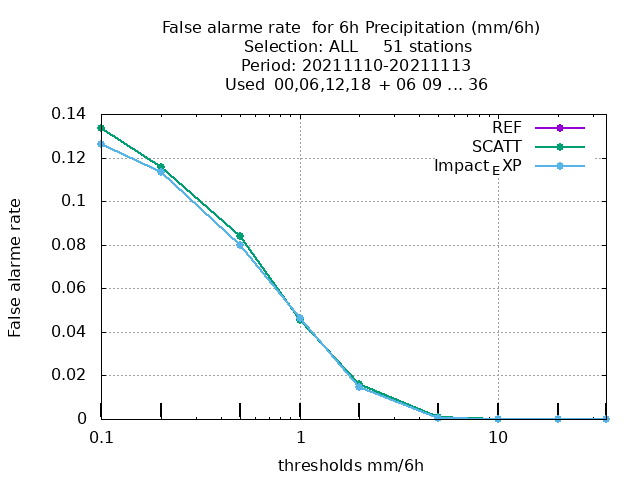 False alarme rate  for 6h Precipitation (mm/6h)
Selection: ALL     51 stations
Period: 20211110-20211113
Used  00,06,12,18  + 06 09 ... 36
REF
SCATT
Impact_EXP
False alarme rate
0.14
0.12
0.1
0.08
0.06
0.04
0.02
0
0.1
1
10
thresholds mm/6h